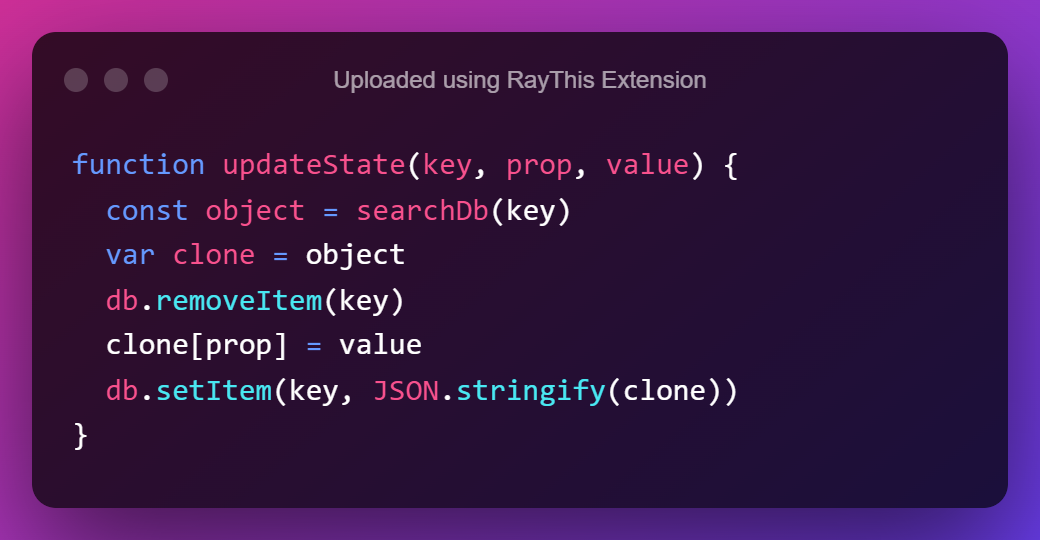 Uploaded using RayThis Extension
function updateState(key, prop, value) {
  const object = searchDb(key)
  var clone = object
  db.removeItem(key)
  clone[prop] = value
  db.setItem(key, JSON.stringify(clone))
}